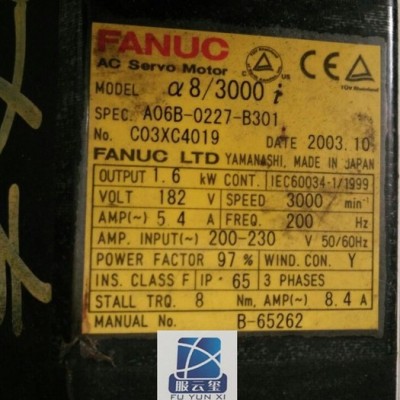 FANUC
AC Servo Motor
MODEL α8/3000 i
SPEC. A06B-0227-B301
No. C03XC4019 DATE 2003.10
FANUC LTD YAMANASHI, MADE IN JAPAN
OUTPUT 1.6 kW CONT. IEC60034-1/1999
VOLT 182 V SPEED 3000 min⁻¹
AMP(~) 5.4 A FREQ. 200 Hz
AMP. INPUT(~) 200-230 V 50/60Hz
POWER FACTOR 97% WIND.CON. Y
INS. CLASS F IP 65 3 PHASES
STALL TRQ. 8 Nm, AMP(~) 8.4 A
MANUAL No. B-65262
服云玺
FU YUN XI